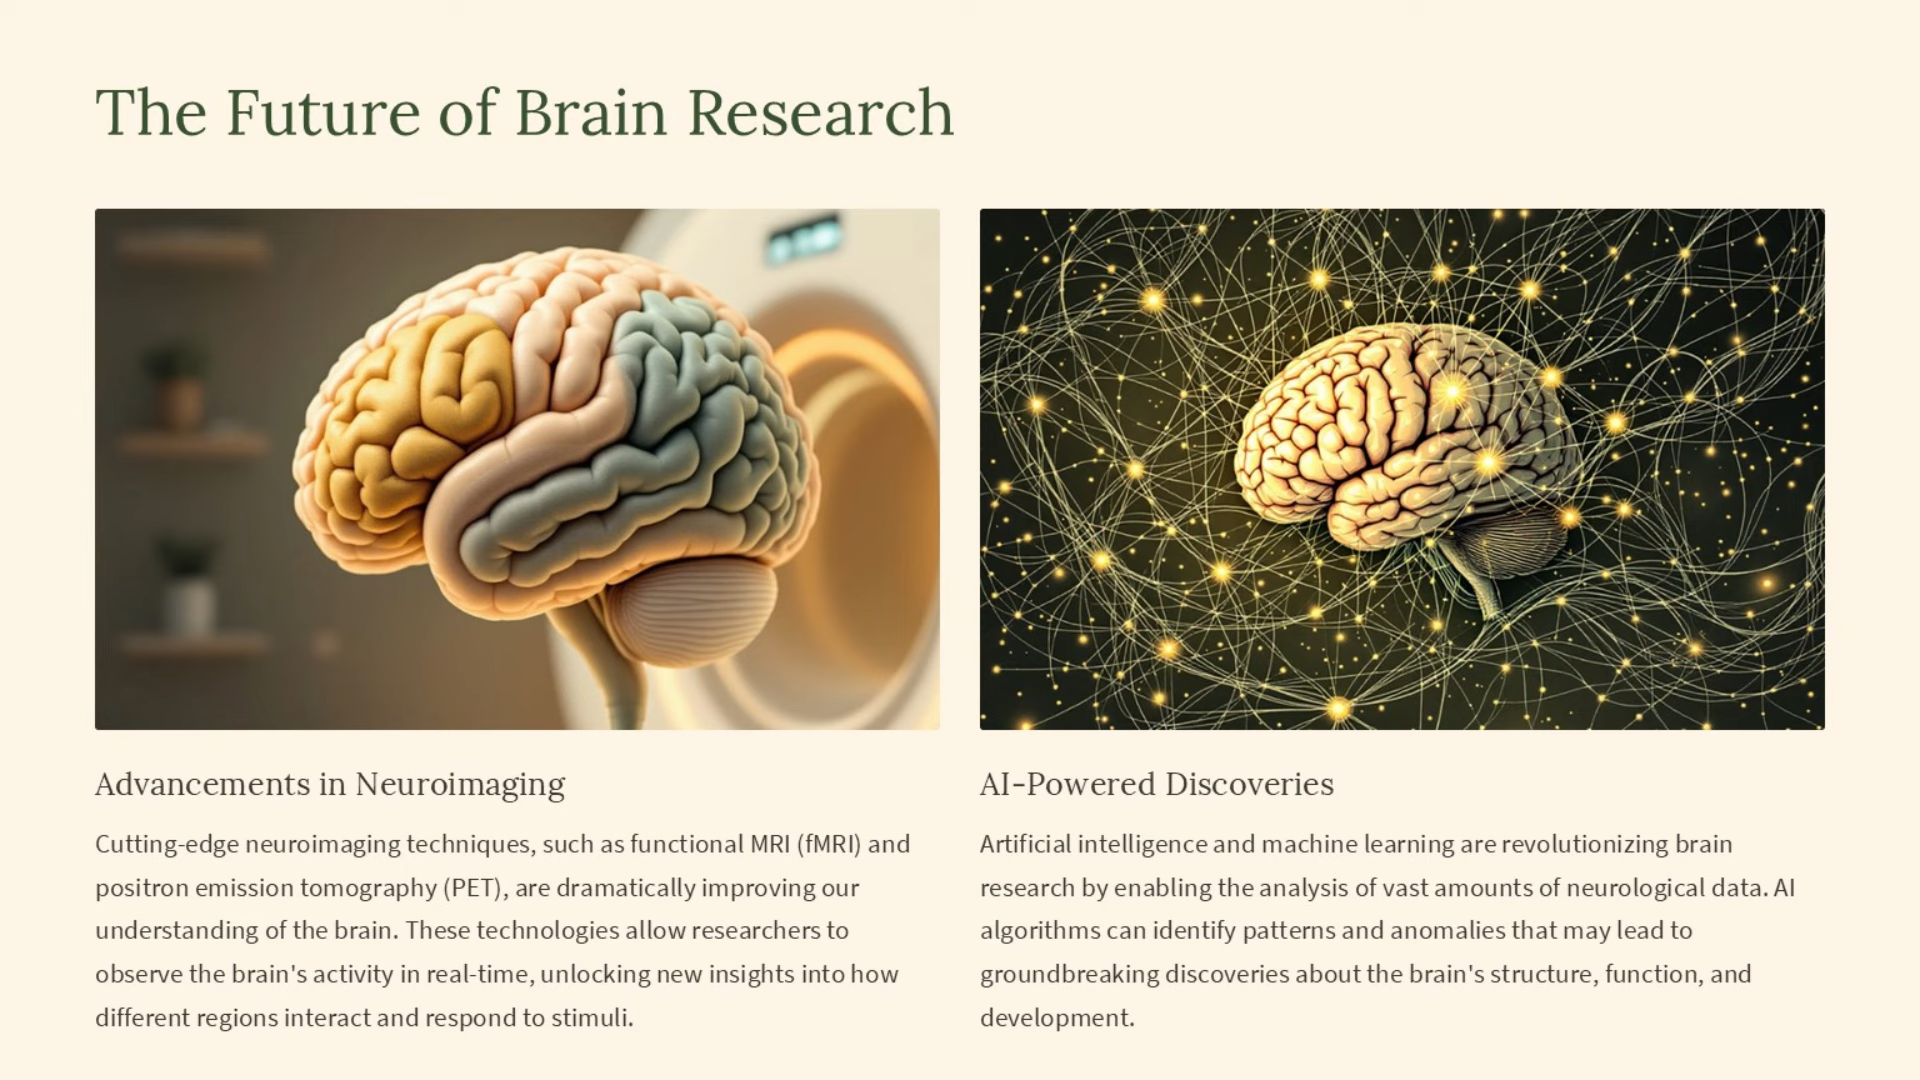 The Future of Brain Research
Advancements in Neuroimaging
Cutting-edge neuroimaging techniques, such as functional MRI (fMRI) and
positron emission tomography (PET), are dramatically improving our
understanding of the brain. These technologies allow researchers to
observe the brain's activity in real-time, unlocking new insights into how
different regions interact and respond to stimuli.
AI-Powered Discoveries
Artificial intelligence and machine learning are revolutionizing brain
research by enabling the analysis of vast amounts of neurological data. AI
algorithms can identify patterns and anomalies that may lead to
groundbreaking discoveries about the brain's structure, function, and
development.